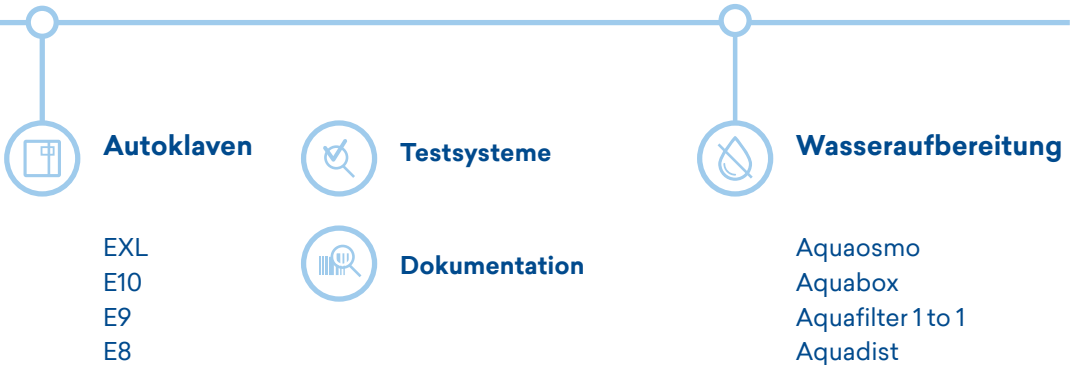 Autoklaven
EXL
E10
E9
E8
Testsysteme
Dokumentation
Wasseraufbereitung
Aquaosmo
Aquabox
Aquafilter 1 to 1
Aquadist